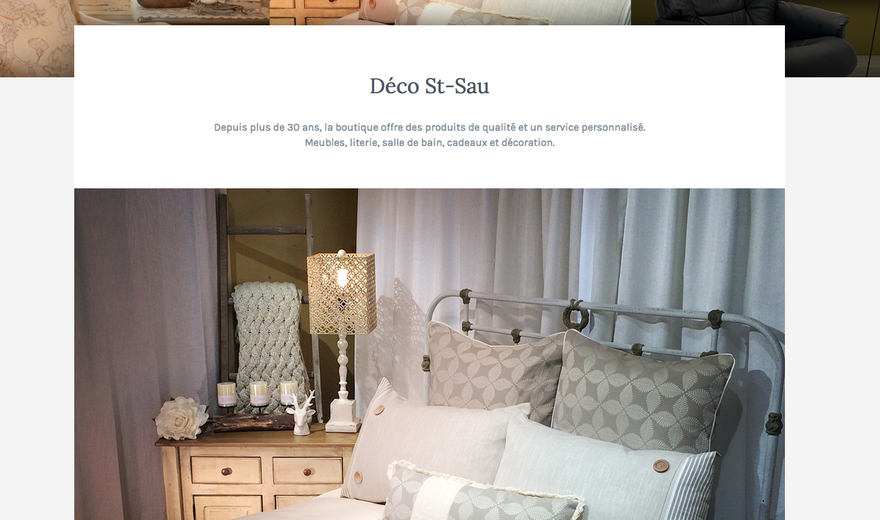 Déco St-Sau
Depuis plus de 30 ans, la boutique offre des produits de qualité et un service personnalisé.
Meubles, literie, salle de bain, cadeaux et décoration.